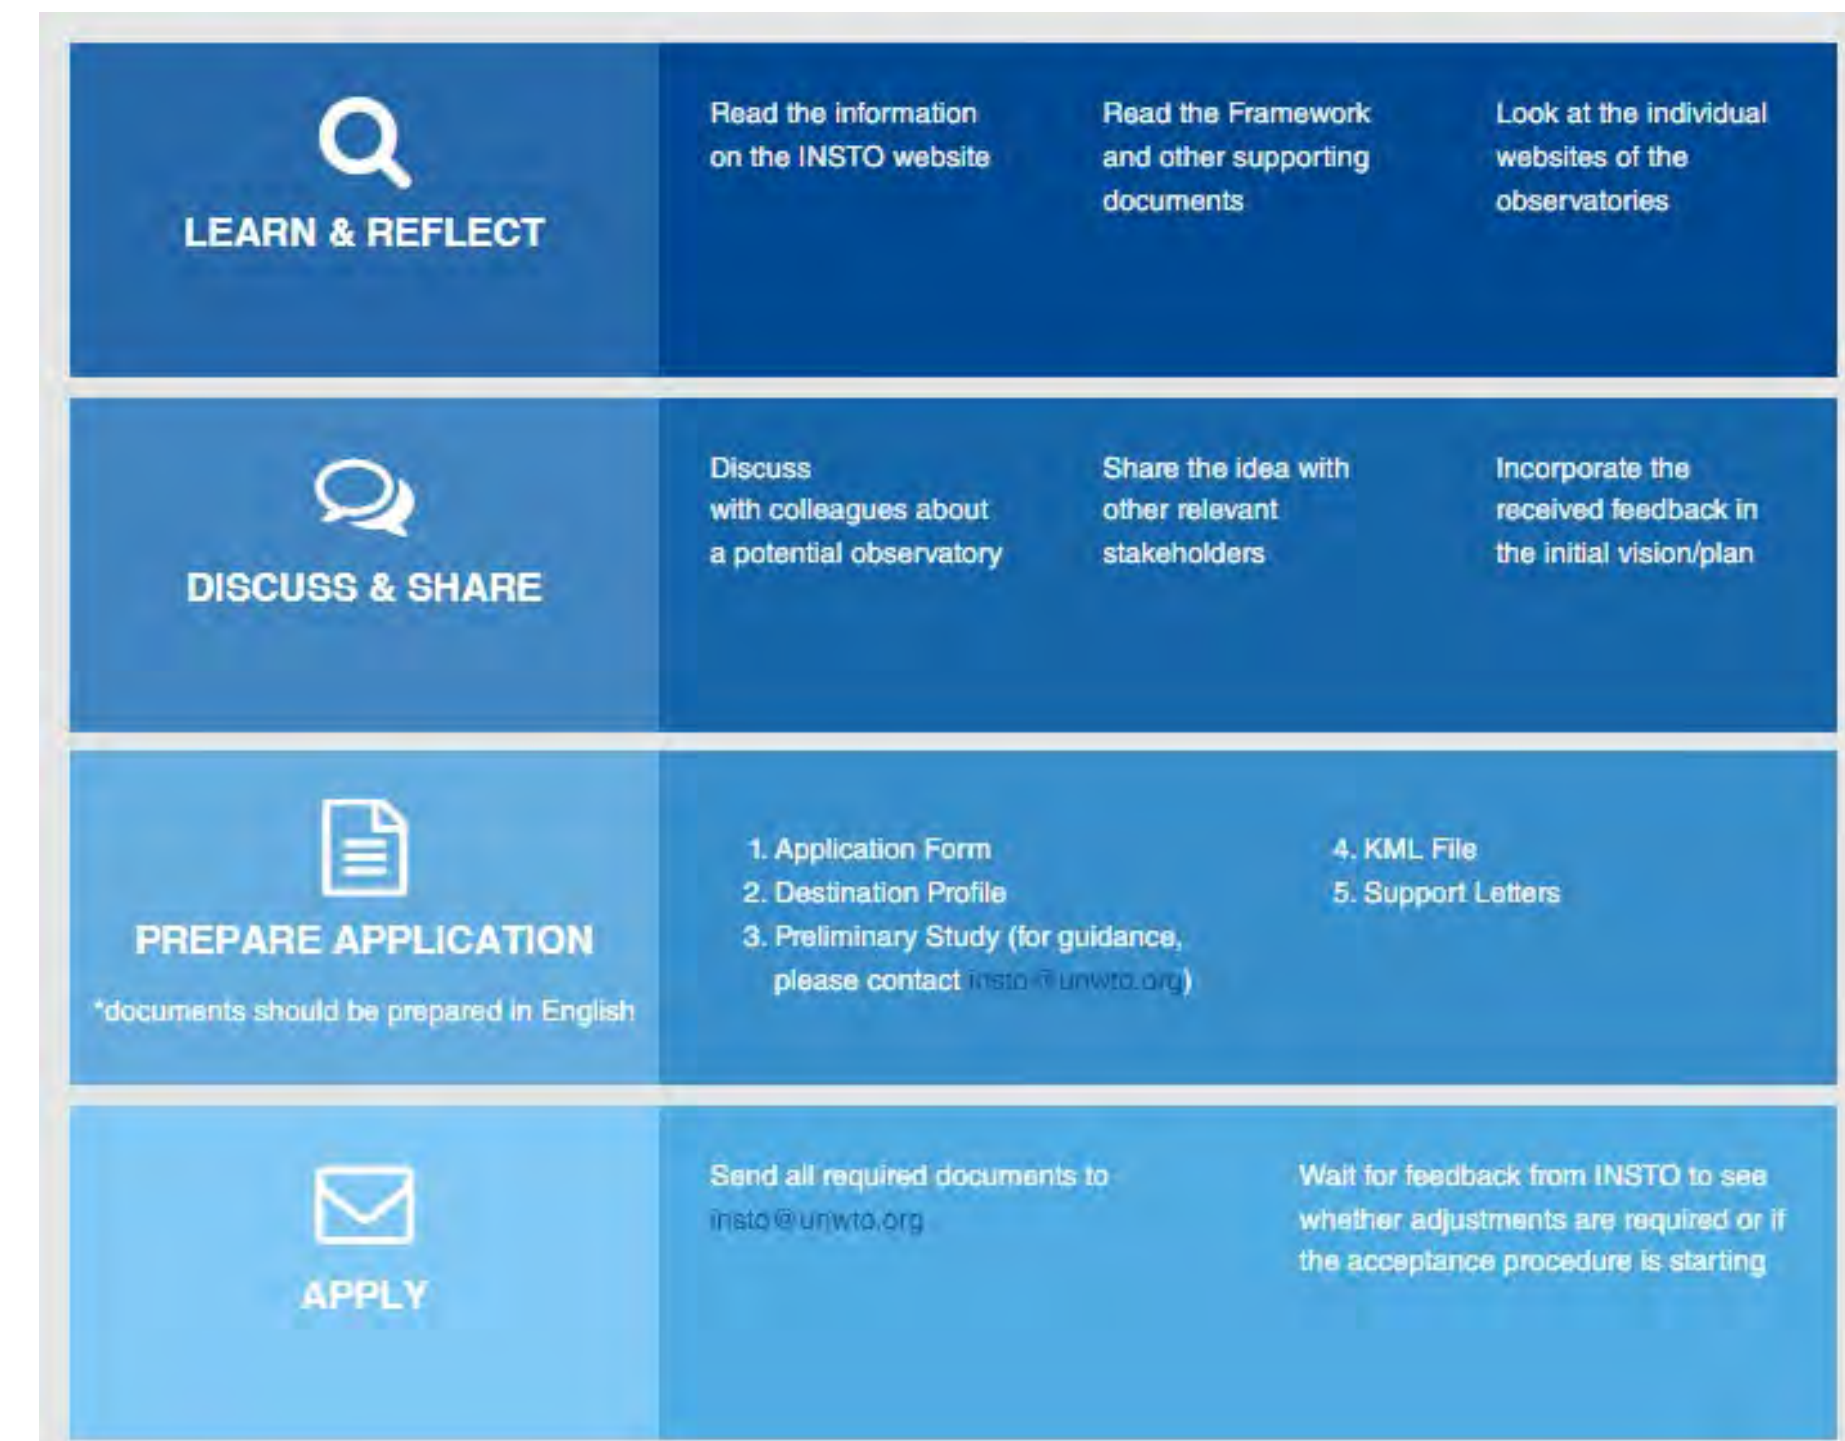 LEARN & REFLECT
Read the information
on the INSTO website
Read the Framework
and other supporting
documents
Look at the individual
websites of the
observatories
DISCUSS & SHARE
Discuss
with colleagues about
a potential observatory
Share the idea with
other relevant
stakeholders
Incorporate the
received feedback in
the initial vision/plan
PREPARE APPLICATION
*documents should be prepared in English
1. Application Form
2. Destination Profile
3. Preliminary Study (for guidance,
please contact insto@unwto.org)
4. KML File
5. Support Letters
APPLY
Send all required documents to
insto@unwto.org
Wait for feedback from INSTO to see
whether adjustments are required or if
the acceptance procedure is starting